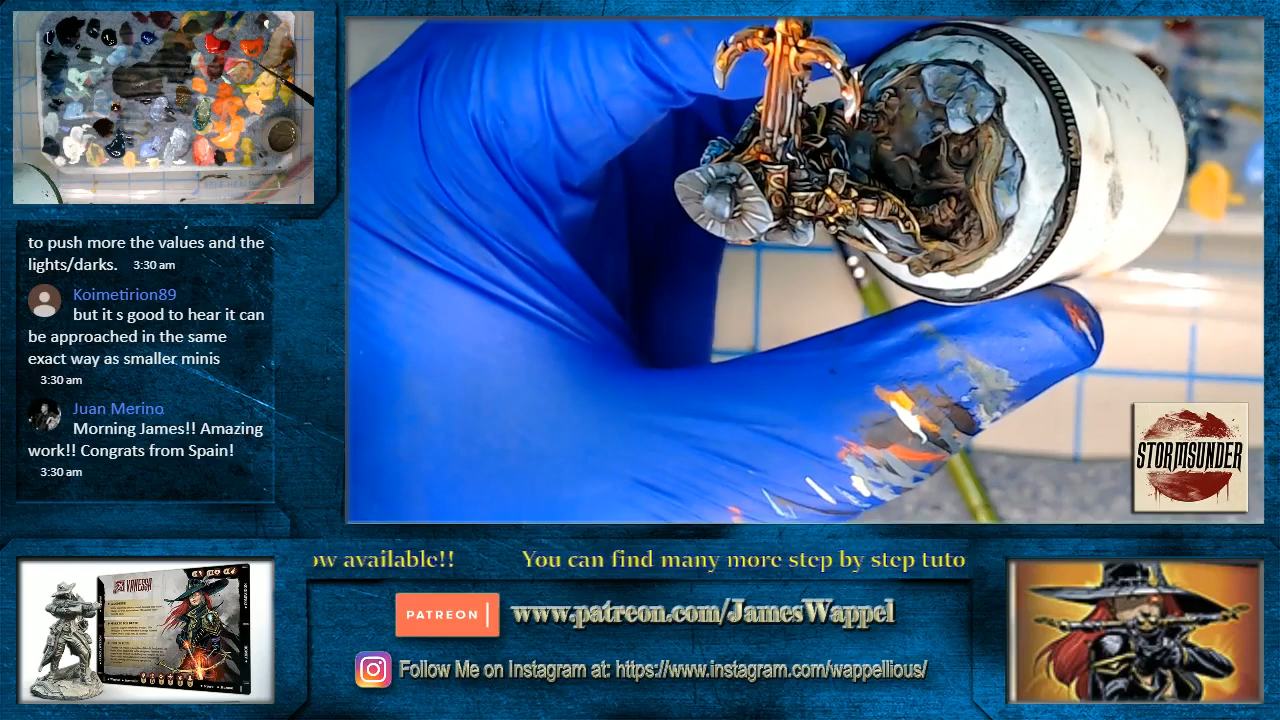 to push more the values and the
lights/darks. 3:30 am
Koimetirion89
but it s good to hear it can
be approached in the same
exact way as smaller minis
3:30 am
Juan Merino
Morning James!! Amazing
work!! Congrats from Spain!
3:30 am
STORMSUNDER
VANESSA
ow available!! You can find many more step by step tuto
PATREON www.patreon.com/JamesWappel
Follow Me on Instagram at: https://www.instagram.com/wappellious/